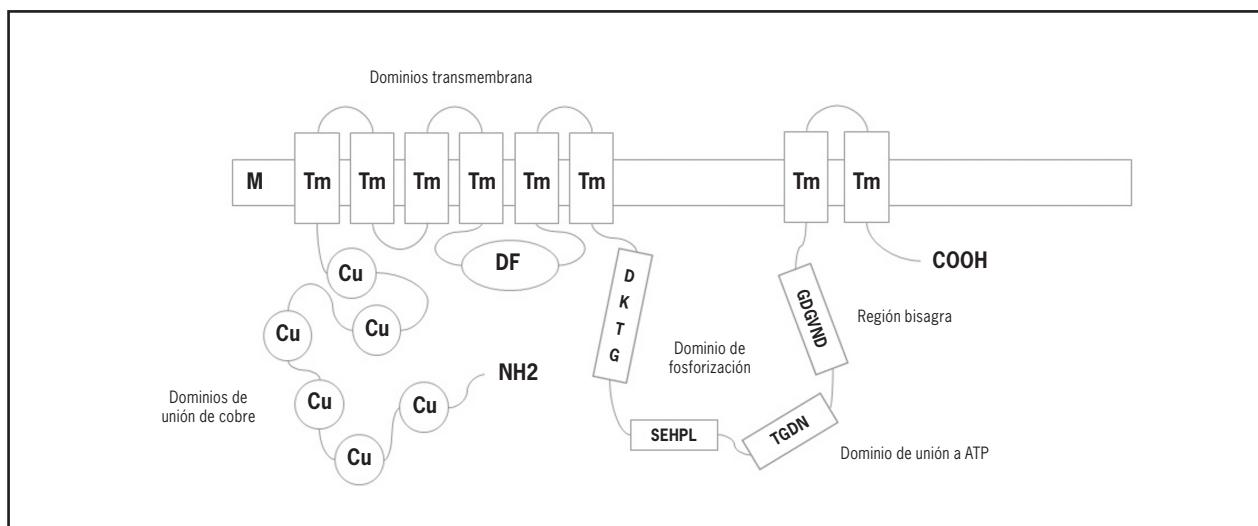 Dominios transmembrana
M Tm Tm Tm Tm Tm Tm Tm Tm
Cu
DF
COOH
D
K
T
G
GDGVND
Región bisagra
Cu
Cu
Dominio de
fosforización
NH2
Dominios de
unión de cobre
Cu
Cu
Cu
SEHPL
TGDN
Dominio de unión a ATP